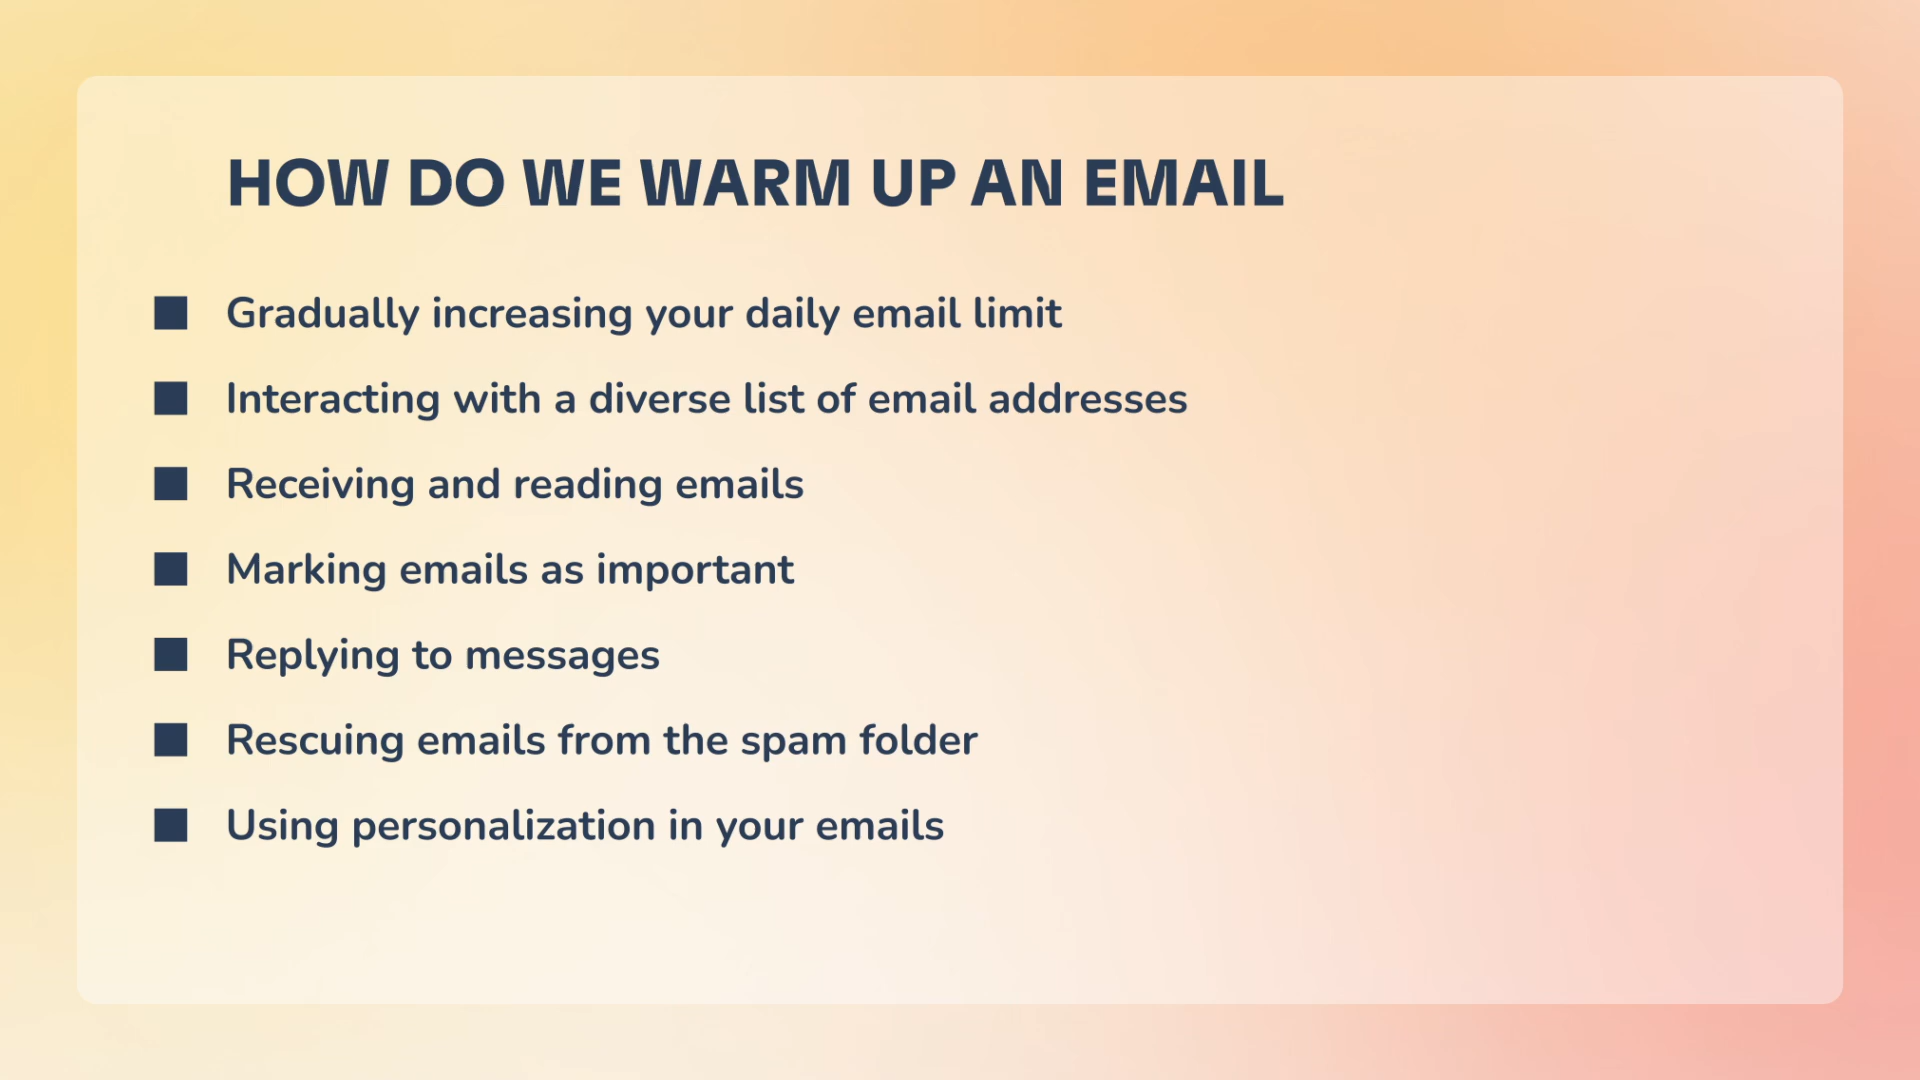 HOW DO WE WARM UP AN EMAIL
Gradually increasing your daily email limit
Interacting with a diverse list of email addresses
Receiving and reading emails
Marking emails as important
Replying to messages
Rescuing emails from the spam folder
Using personalization in your emails